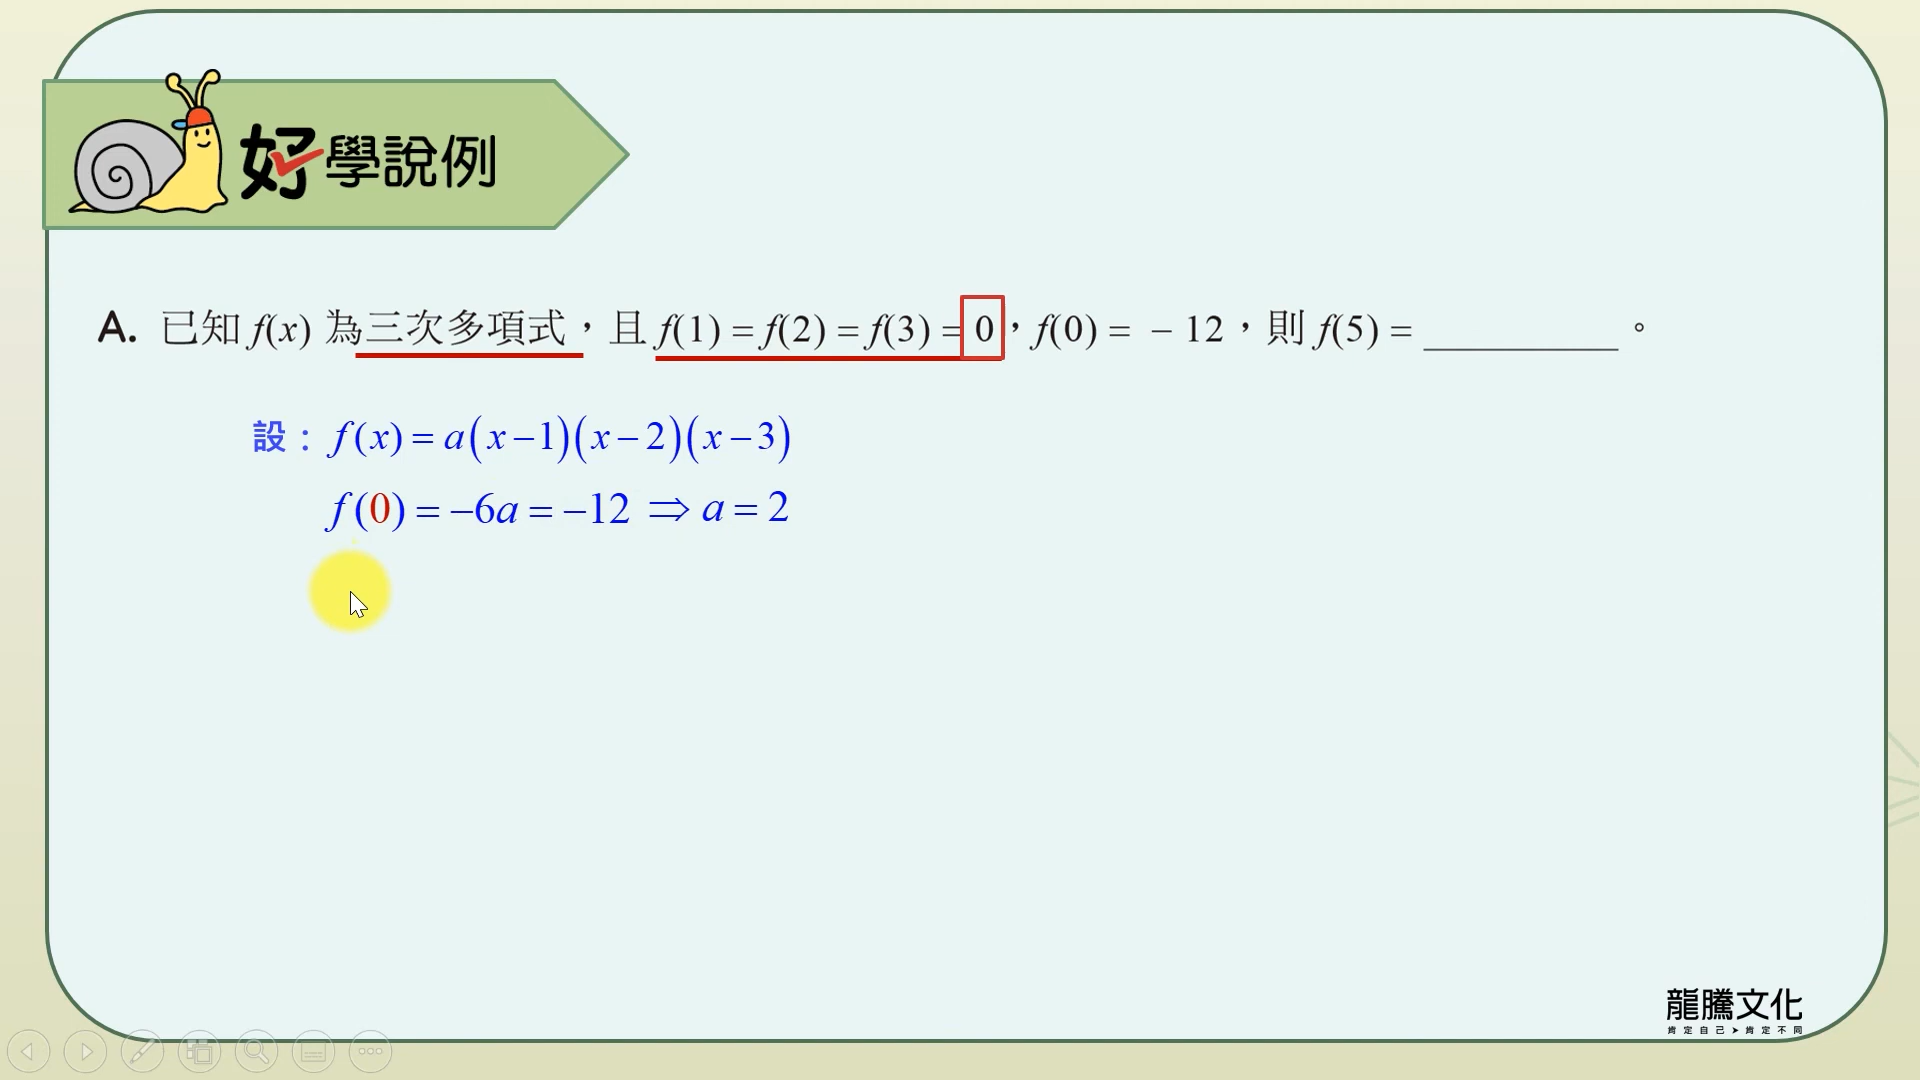 好學說例
A. 已知 f(x) 為三次多項式，且 f(1) = f(2) = f(3) = 0，f(0) = − 12，則 f(5) = __________ 。
設：f(x) = a(x−1)(x−2)(x−3)
f(0) = −6a = −12 ⇒ a = 2
龍騰文化
肯定自己➤肯定不同